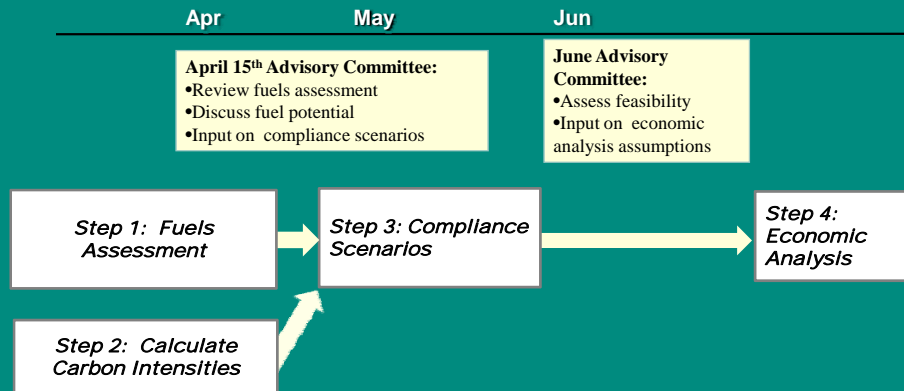 Apr May Jun
April 15th Advisory Committee:
•Review fuels assessment
•Discuss fuel potential
•Input on compliance scenarios
June Advisory
Committee:
•Assess feasibility
•Input on economic
analysis assumptions
Step 1: Fuels
Assessment
Step 3: Compliance
Scenarios
Step 4:
Economic
Analysis
Step 2: Calculate
Carbon Intensities